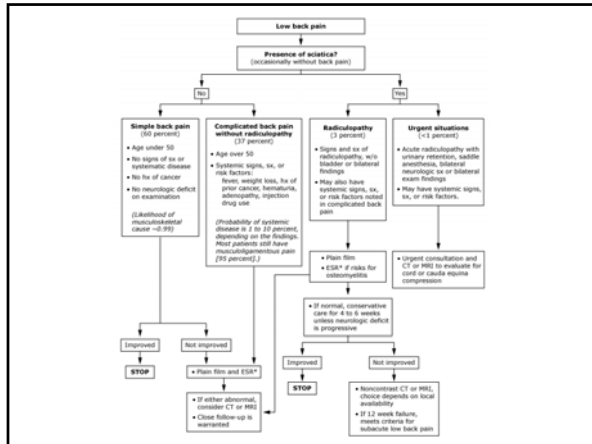 Low back pain
Presence of sciatica?
(occasionally without back pain)
No
Yes
Simple back pain
(60 percent)
• Age under 50
• No signs of sx or
systematic disease
• No hx of cancer
• No neurologic deficit
on examination
(Likelihood of
musculoskeletal
cause ~0.99)
Complicated back pain
without radiculopathy
(37 percent)
• Age over 50
• Systemic signs, sx, or
risk factors:
fever, weight loss, hx of
prior cancer, hematuria,
adenopathy, injection
drug use
(Probability of systemic
disease is 1 to 10 percent,
depending on the findings.
Most patients still have
musculoligamentous pain
[95 percent].)
Radiculopathy
(3 percent)
• Signs and sx of
radiculopathy, w/o
bladder or bilateral
findings
• May also have
systemic signs, sx,
or risk factors noted
in complicated back
pain
Urgent situations
(<1 percent)
• Acute radiculopathy with
urinary retention, saddle
anesthesia, bilateral
neurologic sx or bilateral
exam findings
• May have systemic signs,
sx, or risk factors.
• Plain film
• ESR* if risks for
osteomyelitis
• Urgent consultation and
CT or MRI to evaluate for
cord or cauda equina
compression
• If normal, conservative
care for 4 to 6 weeks
unless neurologic deficit
is progressive
Improved
Not improved
Improved
Not improved
STOP
• Plain film and ESR*
STOP
• If either abnormal,
consider CT or MRI
• Close follow-up is
warranted
• Noncontrast CT or MRI,
choice depends on local
availability
• If 12 week failure,
meets criteria for
subacute low back pain